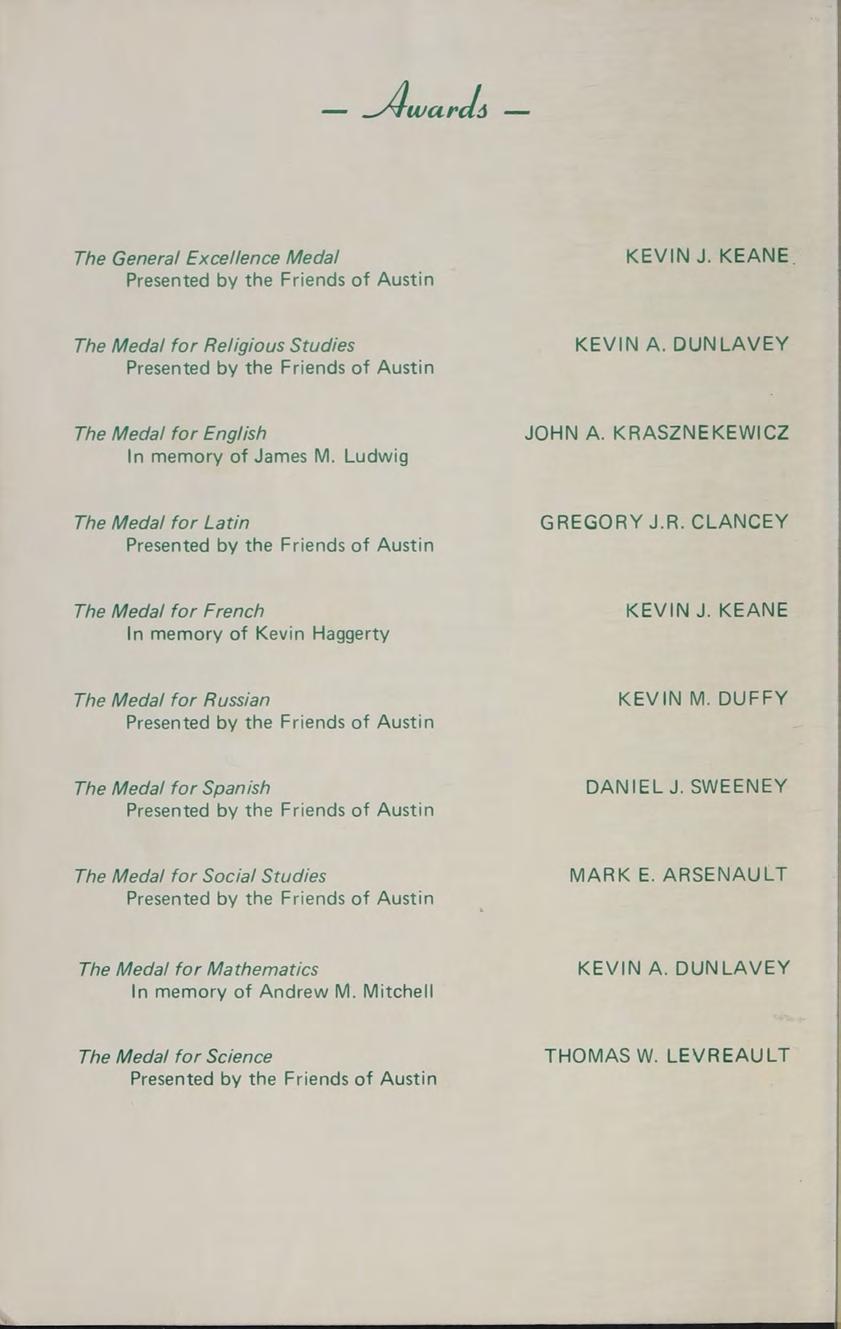 — Awards —
The General Excellence Medal KEVIN J. KEANE.
Presented by the Friends of Austin
The Medal for Religious Studies KEVIN A. DUNLAVEY
Presented by the Friends of Austin
The Medal for English JOHN A. KRASZNEKEWICZ
In memory of James M. Ludwig
The Medal for Latin GREGORY J.R. CLANCEY
Presented by the Friends of Austin
The Medal for French KEVIN J. KEANE
In memory of Kevin Haggerty
The Medal for Russian KEVIN M. DUFFY
Presented by the Friends of Austin
The Medal for Spanish DANIEL J. SWEENEY
Presented by the Friends of Austin
The Medal for Social Studies MARK E. ARSENAULT
Presented by the Friends of Austin
The Medal for Mathematics KEVIN A. DUNLAVEY
In memory of Andrew M. Mitchell
The Medal for Science THOMAS W. LEVREAULT
Presented by the Friends of Austin